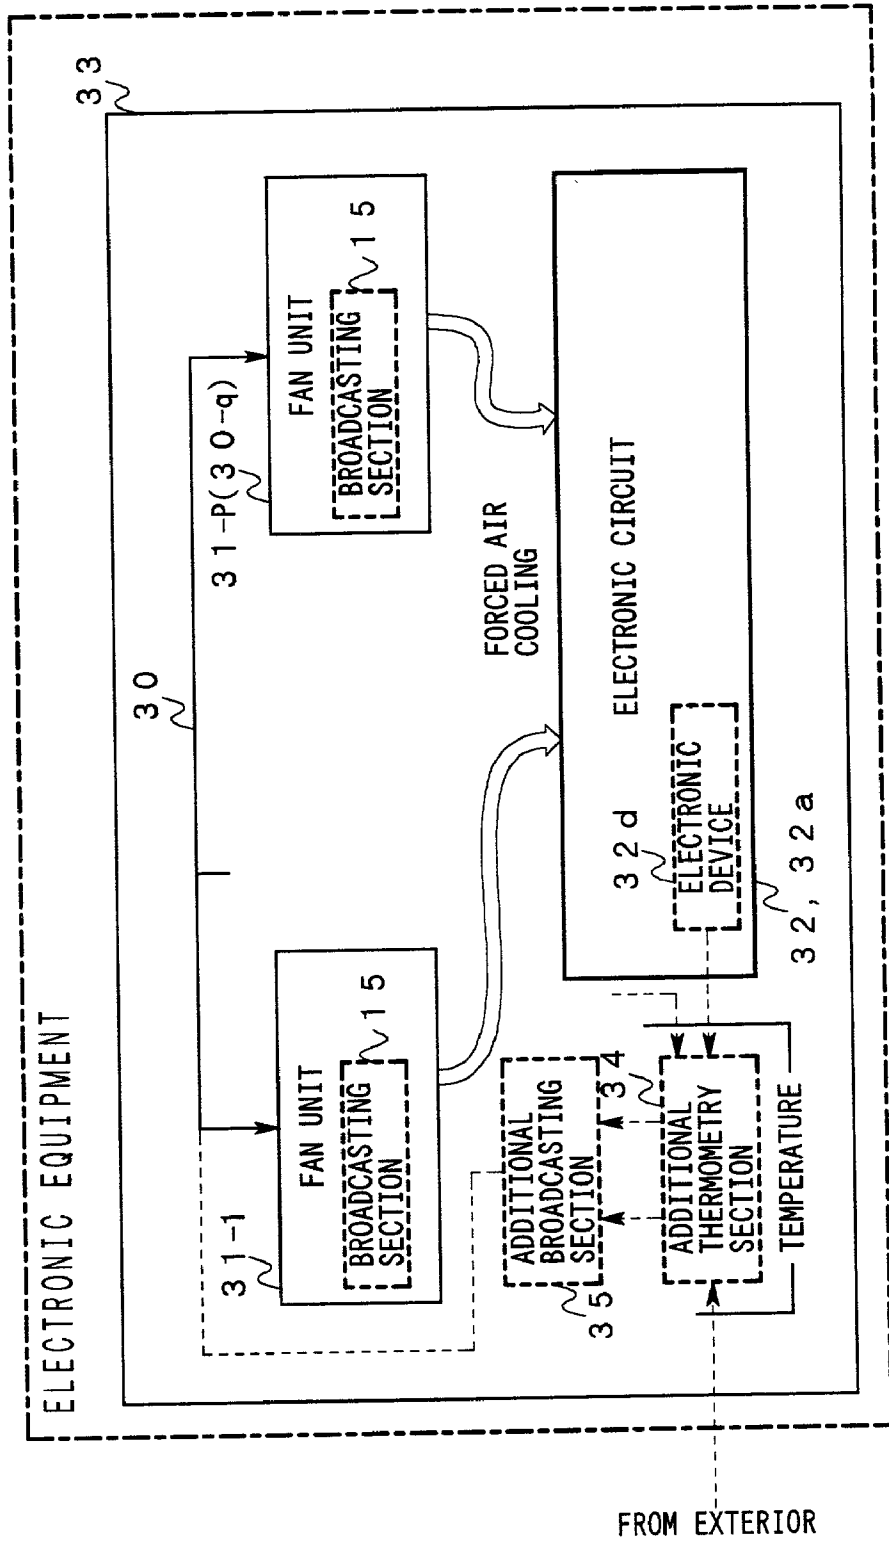 ELECTRONIC EQUIPMENT
33
30
31-1
FAN UNIT
BROADCASTING
SECTION
15
31-P(30-q)
FAN UNIT
BROADCASTING
SECTION
15
FORCED AIR
COOLING
ADDITIONAL
BROADCASTING
SECTION
35
ADDITIONAL
THERMOMETRY
SECTION
34
TEMPERATURE
ELECTRONIC CIRCUIT
32d
ELECTRONIC
DEVICE
32, 32a
FROM EXTERIOR